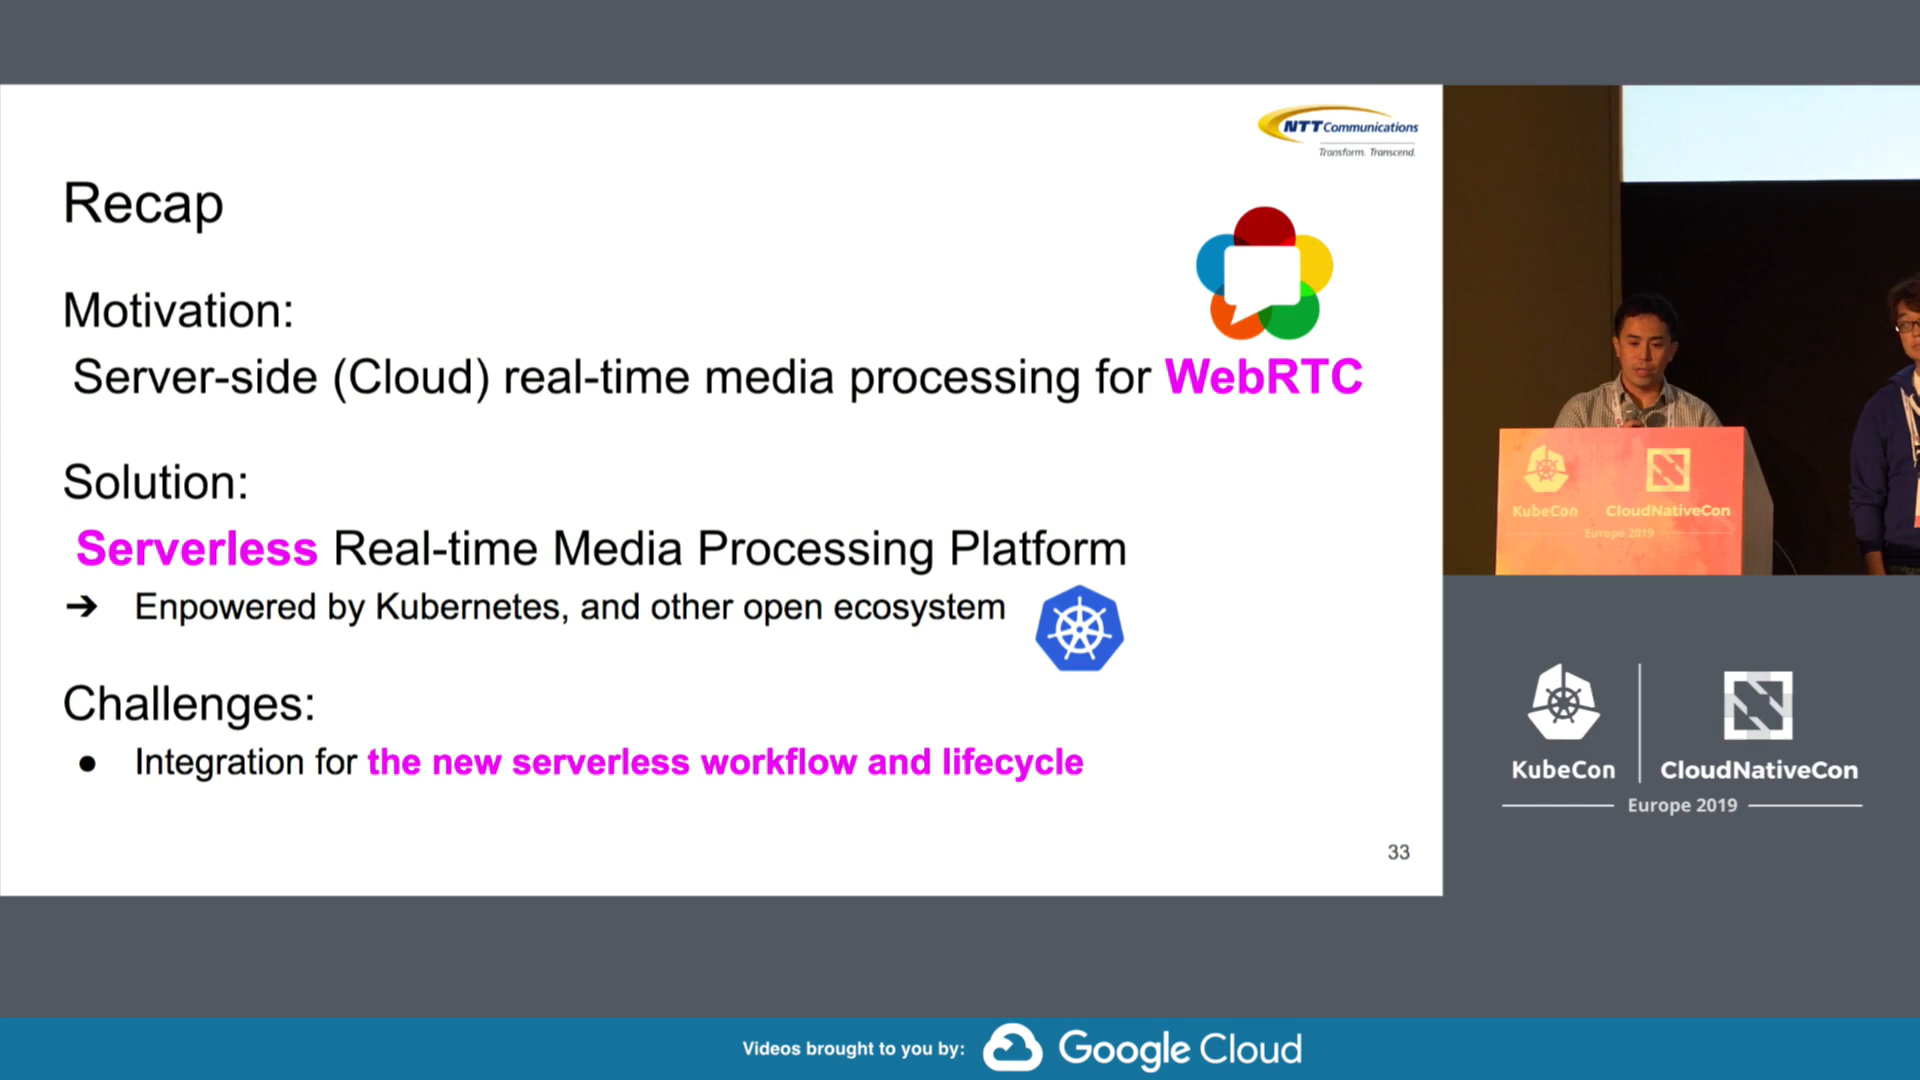 NTT Communications
Transform. Transcend.
Recap
Motivation:
Server-side (Cloud) real-time media processing for WebRTC
Solution:
Serverless Real-time Media Processing Platform
➔ Enpowered by Kubernetes, and other open ecosystem
Challenges:
● Integration for the new serverless workflow and lifecycle
33
KubeCon CloudNativeCon
Europe 2019
KubeCon CloudNativeCon
Europe 2019
Videos brought to you by: Google Cloud